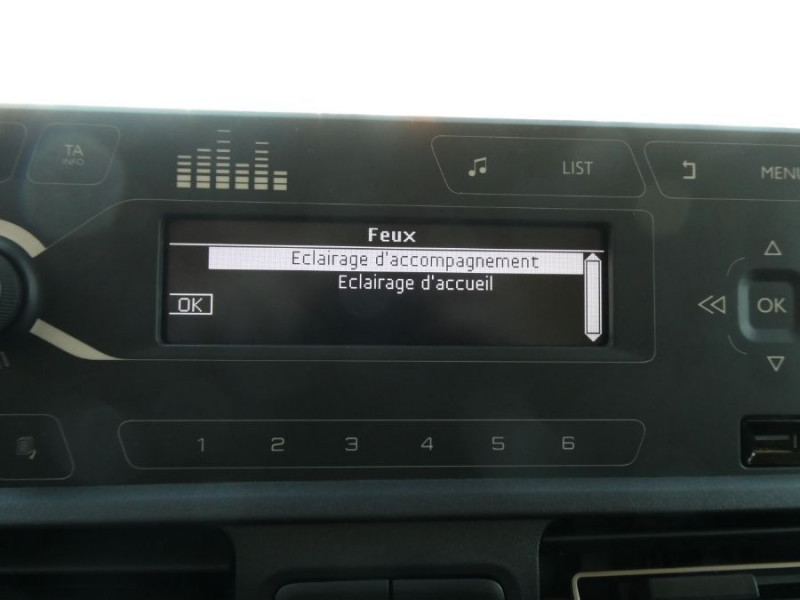 TA
INFO
LIST
MENU
Feux
Eclairage d'accompagnement
Eclairage d'accueil
OK
OK
1 2 3 4 5 6